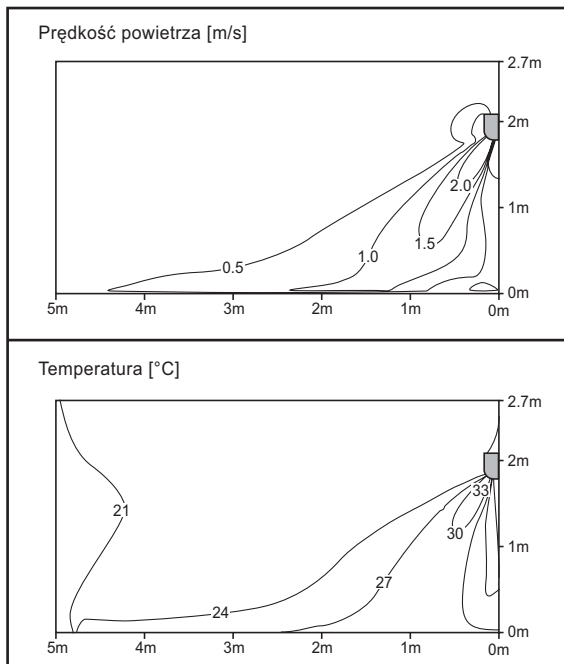 Prędkość powietrza [m/s]
2.7m
2m
2.0
1m
1.5
1.0
0.5
0m
5m 4m 3m 2m 1m 0m
Temperatura [°C]
2.7m
2m
33
21
30
1m
27
24
0m
5m 4m 3m 2m 1m 0m